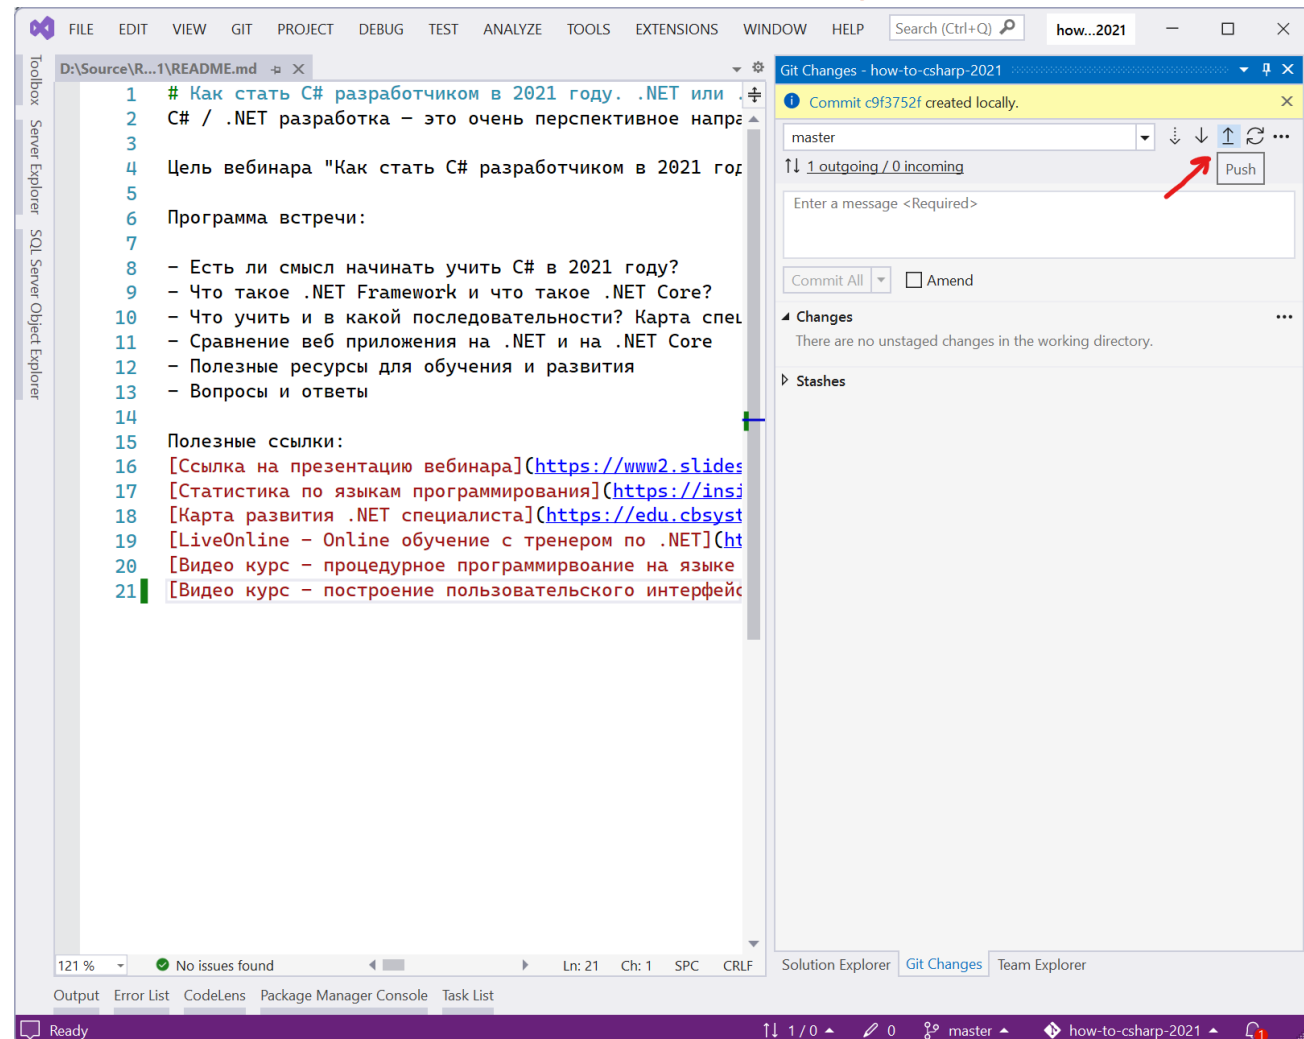 FILE EDIT VIEW GIT PROJECT DEBUG TEST ANALYZE TOOLS EXTENSIONS WINDOW HELP Search (Ctrl+Q) how...2021
Toolbox
Server Explorer
SQL Server Object Explorer
D:\Source\R...1\README.md
1 # Как стать C# разработчиком в 2021 году. .NET или .
2 C# / .NET разработка – это очень перспективное напра
3
4 Цель вебинара "Как стать C# разработчиком в 2021 год
5
6 Программа встречи:
7
8 - Есть ли смысл начинать учить C# в 2021 году?
9 - Что такое .NET Framework и что такое .NET Core?
10 - Что учить и в какой последовательности? Карта спец
11 - Сравнение веб приложения на .NET и на .NET Core
12 - Полезные ресурсы для обучения и развития
13 - Вопросы и ответы
14
15 Полезные ссылки:
16 [Ссылка на презентацию вебинара](https://www2.slides
17 [Статистика по языкам программирования](https://insi
18 [Карта развития .NET специалиста](https://edu.cbsyst
19 [LiveOnline – Online обучение с тренером по .NET](ht
20 [Видео курс – процедурное программирвоание на языке
21 [Видео курс – построение пользовательского интерфейс
121 % No issues found Ln: 21 Ch: 1 SPC CRLF
Git Changes - how-to-csharp-2021
Commit c9f3752f created locally.
master
1 outgoing / 0 incoming
Push
Enter a message <Required>
Commit All Amend
Changes
There are no unstaged changes in the working directory.
Stashes
Solution Explorer Git Changes Team Explorer
Output Error List CodeLens Package Manager Console Task List
Ready 1 / 0 0 master how-to-csharp-2021 1